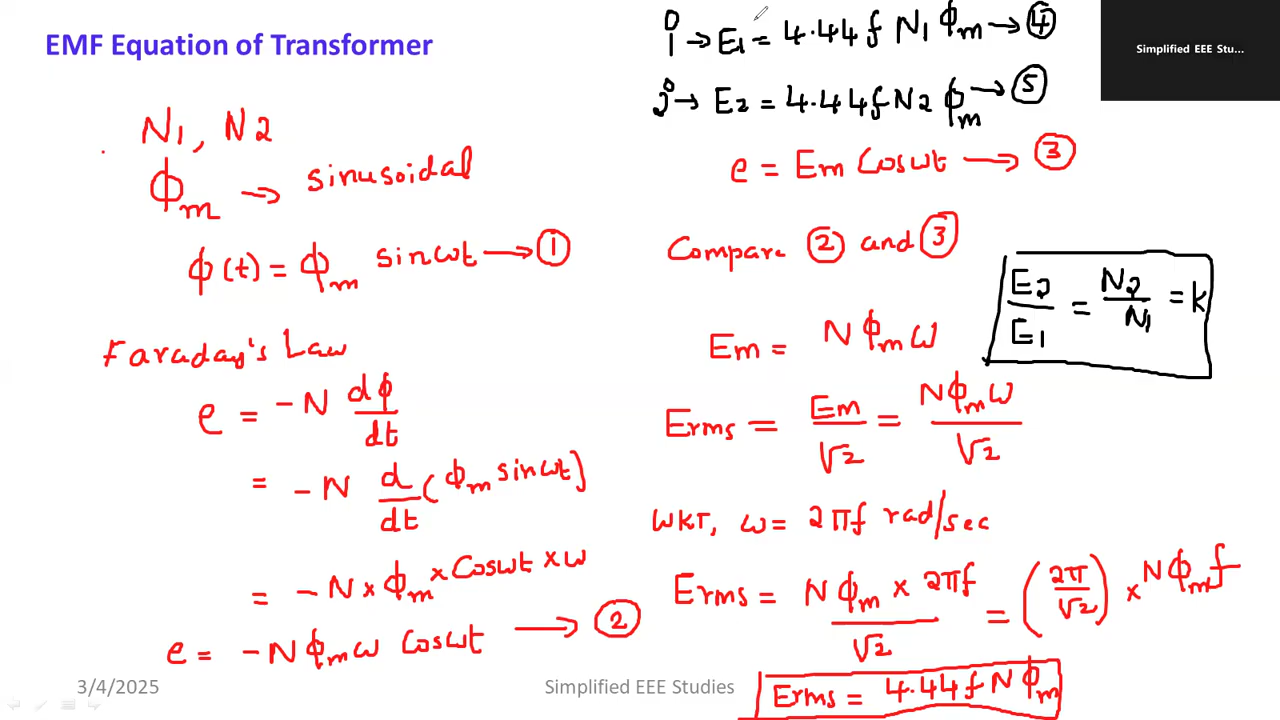 EMF Equation of Transformer
N1, N2
ϕm → sinusoidal
ϕ(t) = ϕm sinωt → ①
Faraday's Law
e = -N dϕ/dt
= -N d/dt (ϕm sinωt)
= -N × ϕm × Cosωt × ω
e = -Nϕmω Cosωt → ②
1° → E1 = 4.44 f N1 ϕm → ④
2° → E2 = 4.44 f N2 ϕm → ⑤
e = Em Cosωt → ③
Compare ② and ③
Em = Nϕmω
E2/E1 = N2/N1 = k
Erms = Em/√2 = Nϕmω/√2
WKT, ω = 2πf rad/sec
Erms = Nϕm × 2πf/√2 = (2π/√2) × Nϕmf
Erms = 4.44 f N ϕm
Simplified EEE Stu...
3/4/2025
Simplified EEE Studies